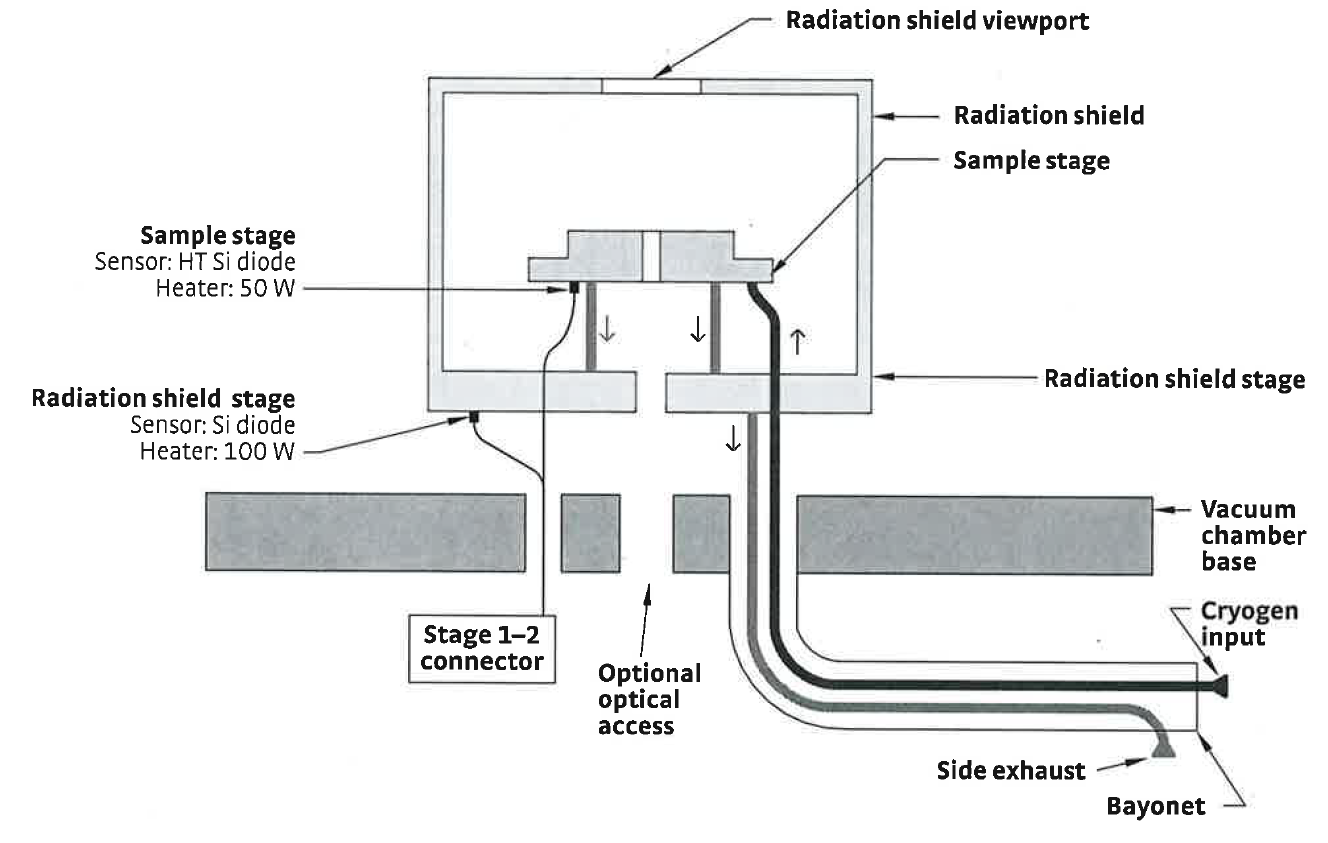 Radiation shield viewport
Radiation shield
Sample stage
Sample stage
Sensor: HT Si diode
Heater: 50 W
Radiation shield stage
Radiation shield stage
Sensor: Si diode
Heater: 100 W
Vacuum
chamber
base
Cryogen
input
Stage 1–2
connector
Optional
optical
access
Side exhaust
Bayonet